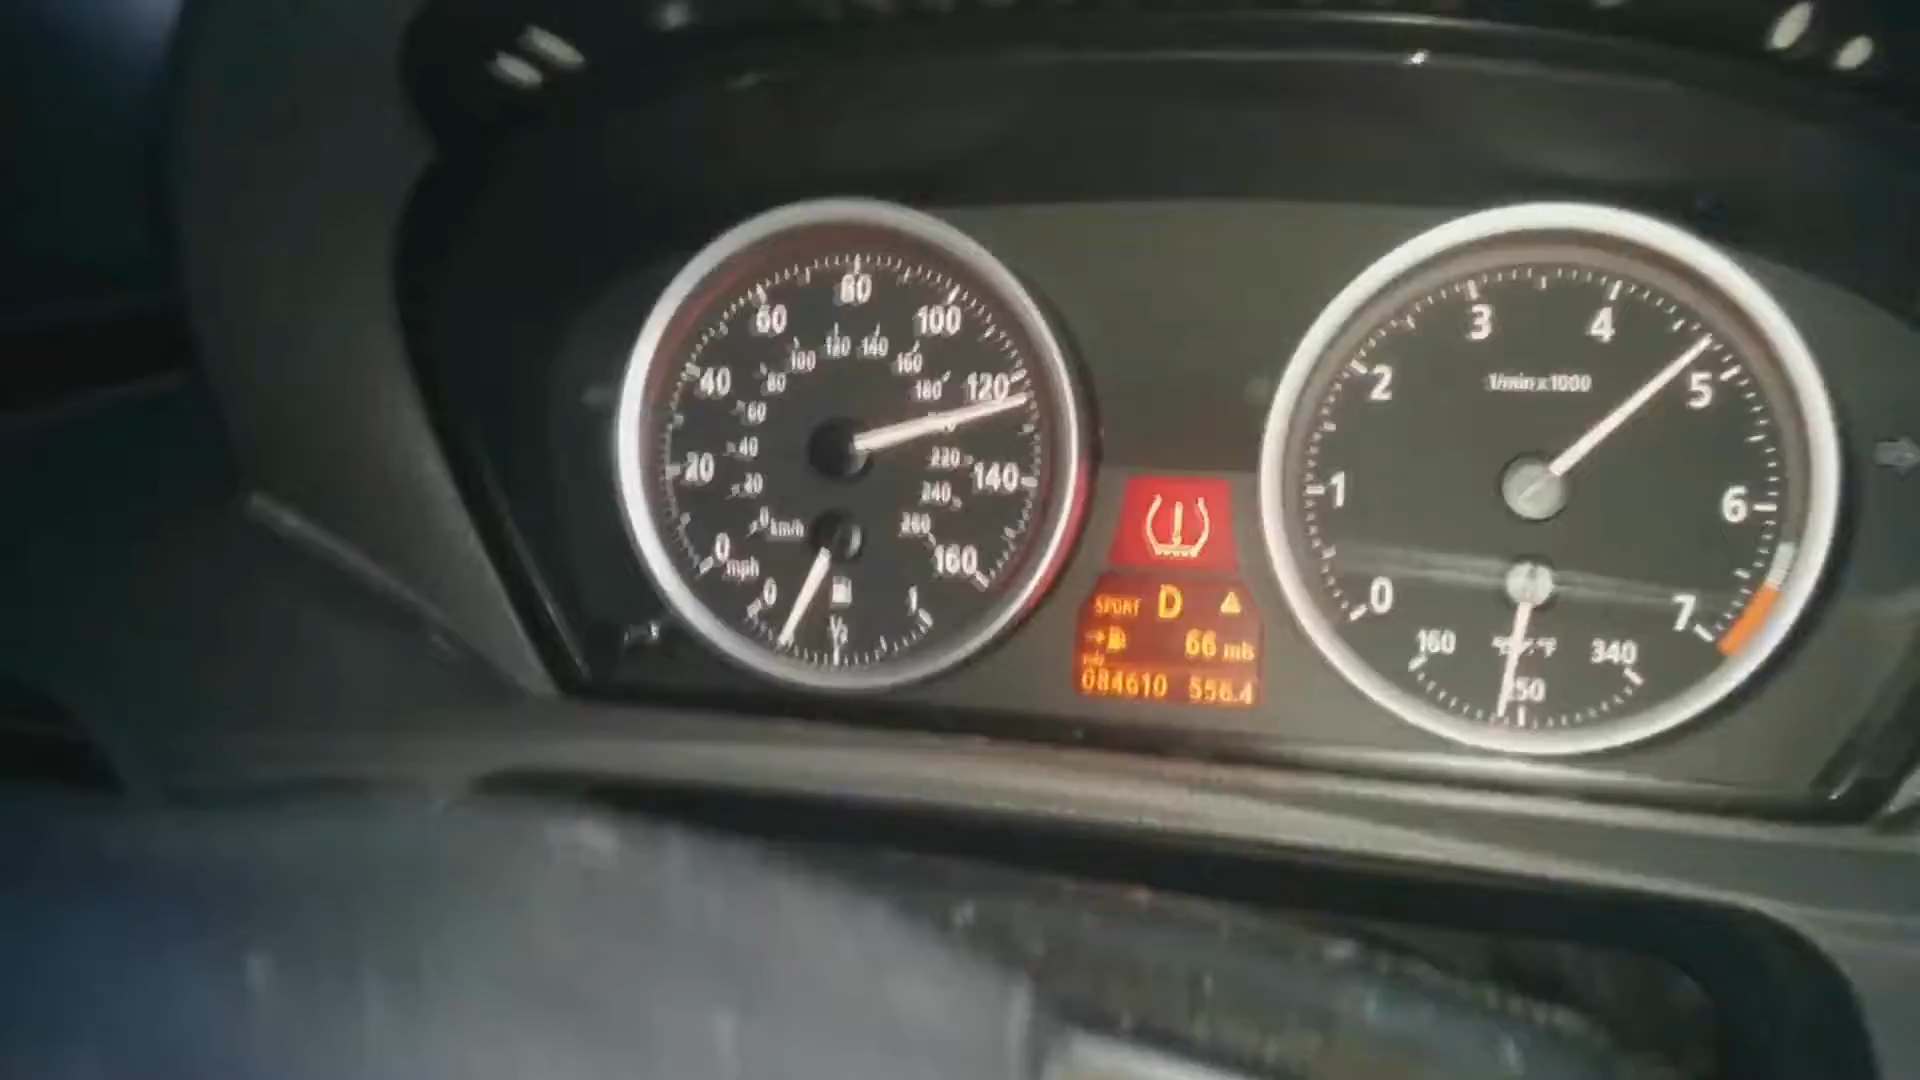 0 20 40 60 80 100 120 140 160
mph
0 20 40 60 80 100 120 140 160 180 220 240 260
km/h
0 1/2 1
SPORT D
66 mls
mls
084610 556.4
0 1 2 3 4 5 6 7
1/minx1000
160 250 340